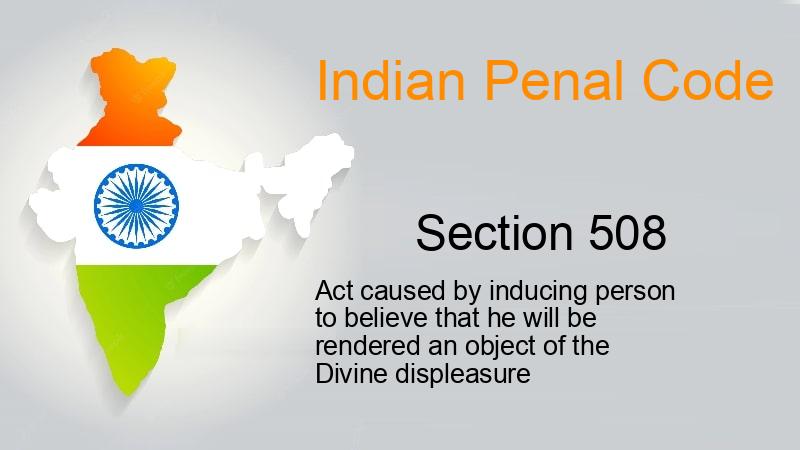 Indian Penal Code
Section 508
Act caused by inducing person
to believe that he will be
rendered an object of the
Divine displeasure